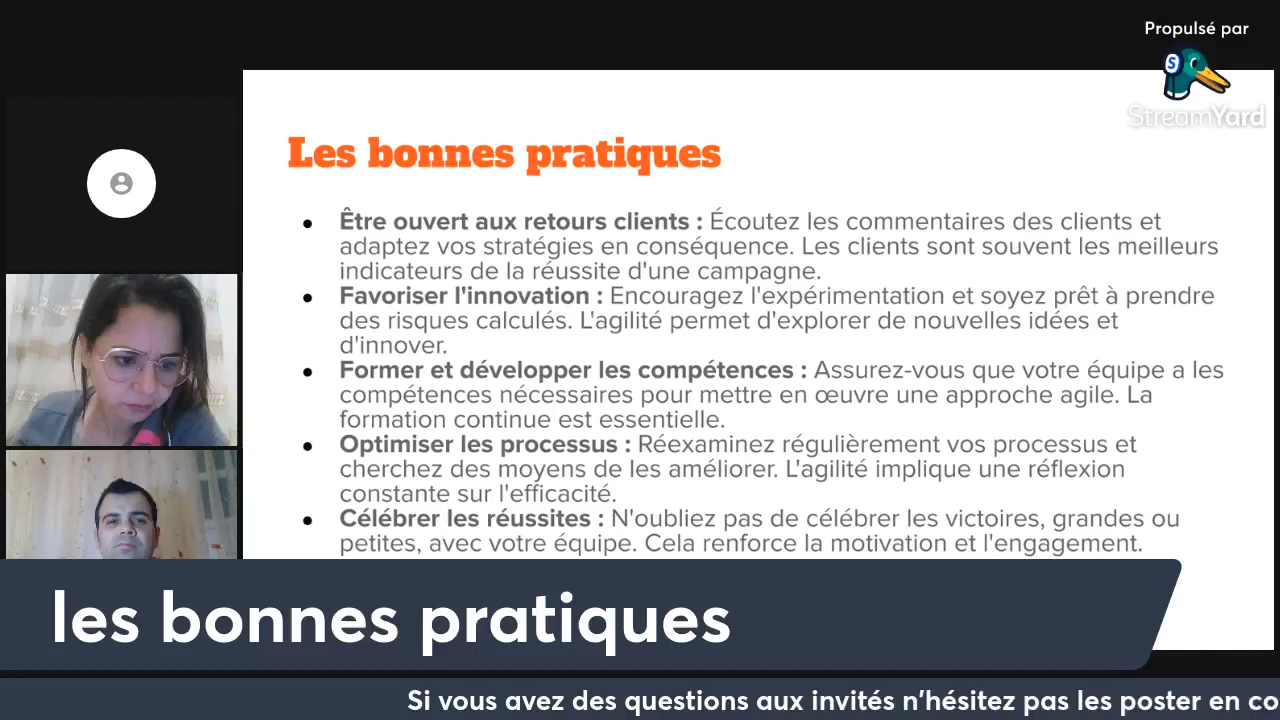 Propulsé par
StreamYard
Les bonnes pratiques
Être ouvert aux retours clients : Écoutez les commentaires des clients et
adaptez vos stratégies en conséquence. Les clients sont souvent les meilleurs
indicateurs de la réussite d'une campagne.
Favoriser l'innovation : Encouragez l'expérimentation et soyez prêt à prendre
des risques calculés. L'agilité permet d'explorer de nouvelles idées et
d'innover.
Former et développer les compétences : Assurez-vous que votre équipe a les
compétences nécessaires pour mettre en œuvre une approche agile. La
formation continue est essentielle.
Optimiser les processus : Réexaminez régulièrement vos processus et
cherchez des moyens de les améliorer. L'agilité implique une réflexion
constante sur l'efficacité.
Célébrer les réussites : N'oubliez pas de célébrer les victoires, grandes ou
petites, avec votre équipe. Cela renforce la motivation et l'engagement.
les bonnes pratiques
Si vous avez des questions aux invités n'hésitez pas les poster en co